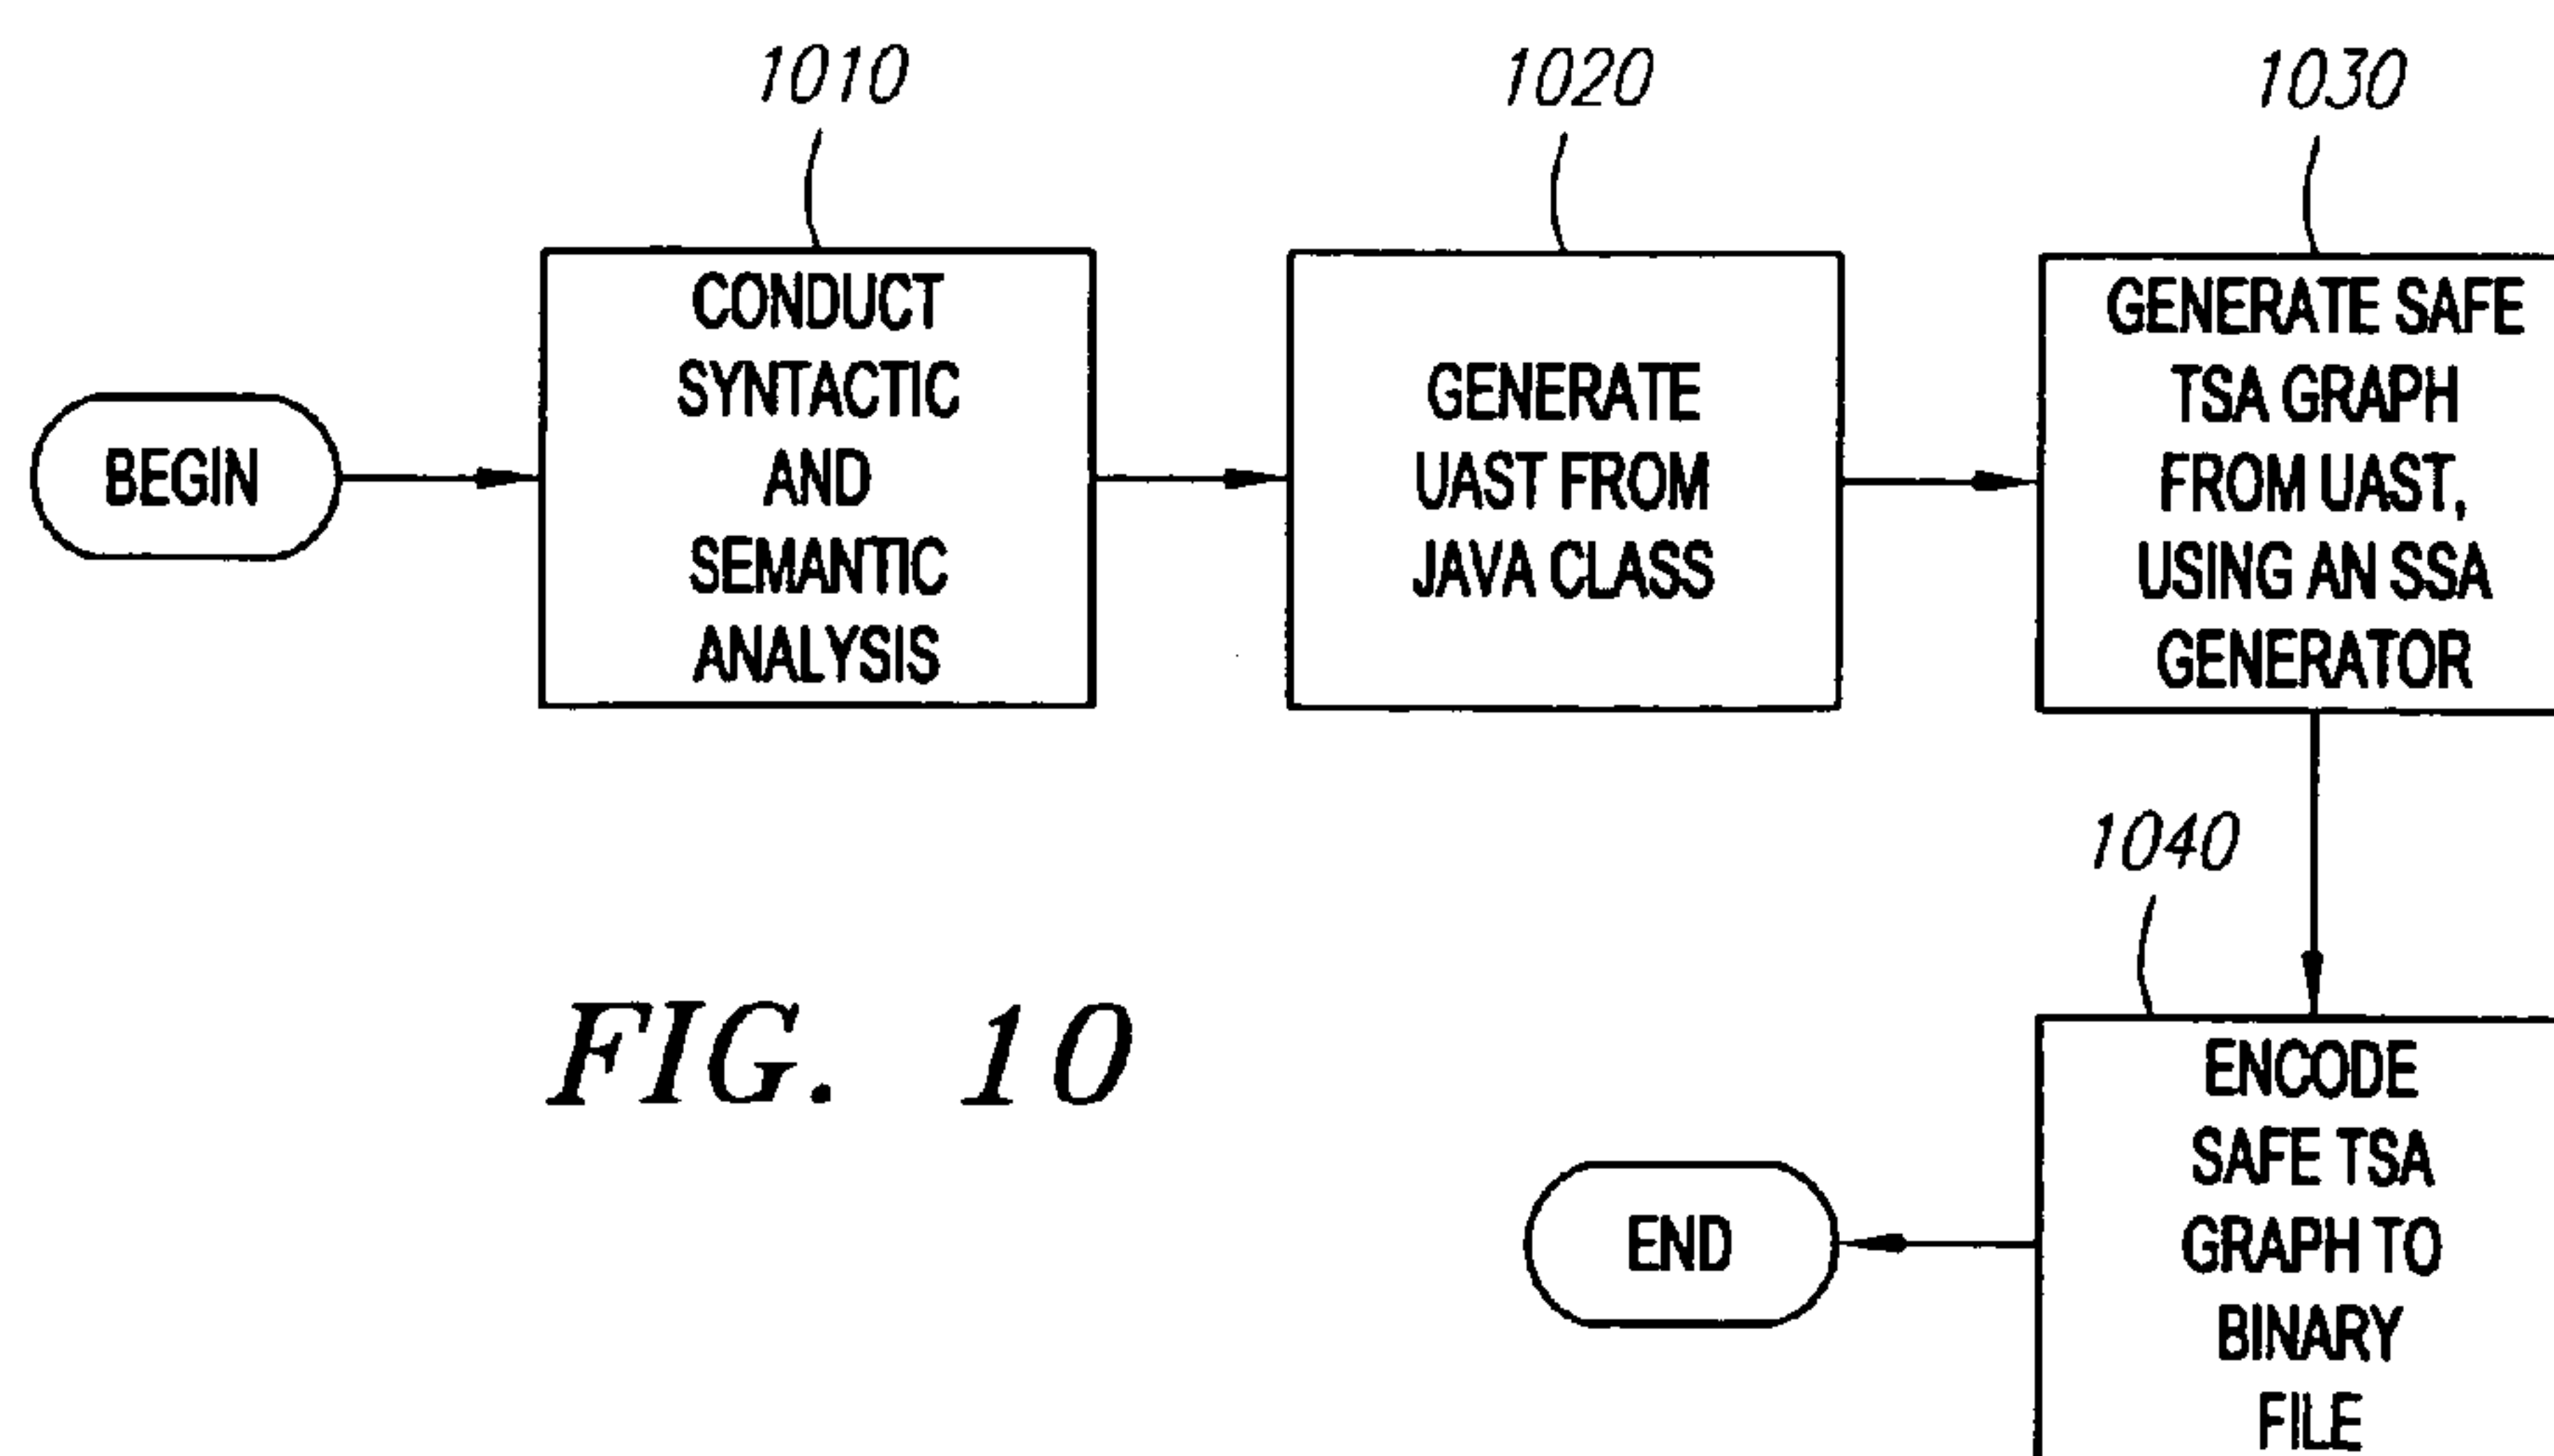 1010
1020
1030
BEGIN
CONDUCT
SYNTACTIC
AND
SEMANTIC
ANALYSIS
GENERATE
UAST FROM
JAVA CLASS
GENERATE SAFE
TSA GRAPH
FROM UAST,
USING AN SSA
GENERATOR
1040
ENCODE
SAFE TSA
GRAPH TO
BINARY
FILE
END
FIG. 10